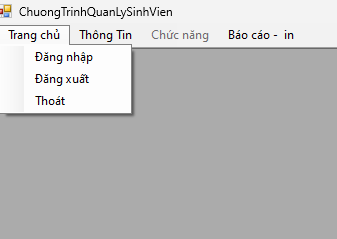 ChuongTrinhQuanLySinhVien
Trang chủ Thông Tin Chức năng Báo cáo - in
Đăng nhập
Đăng xuất
Thoát